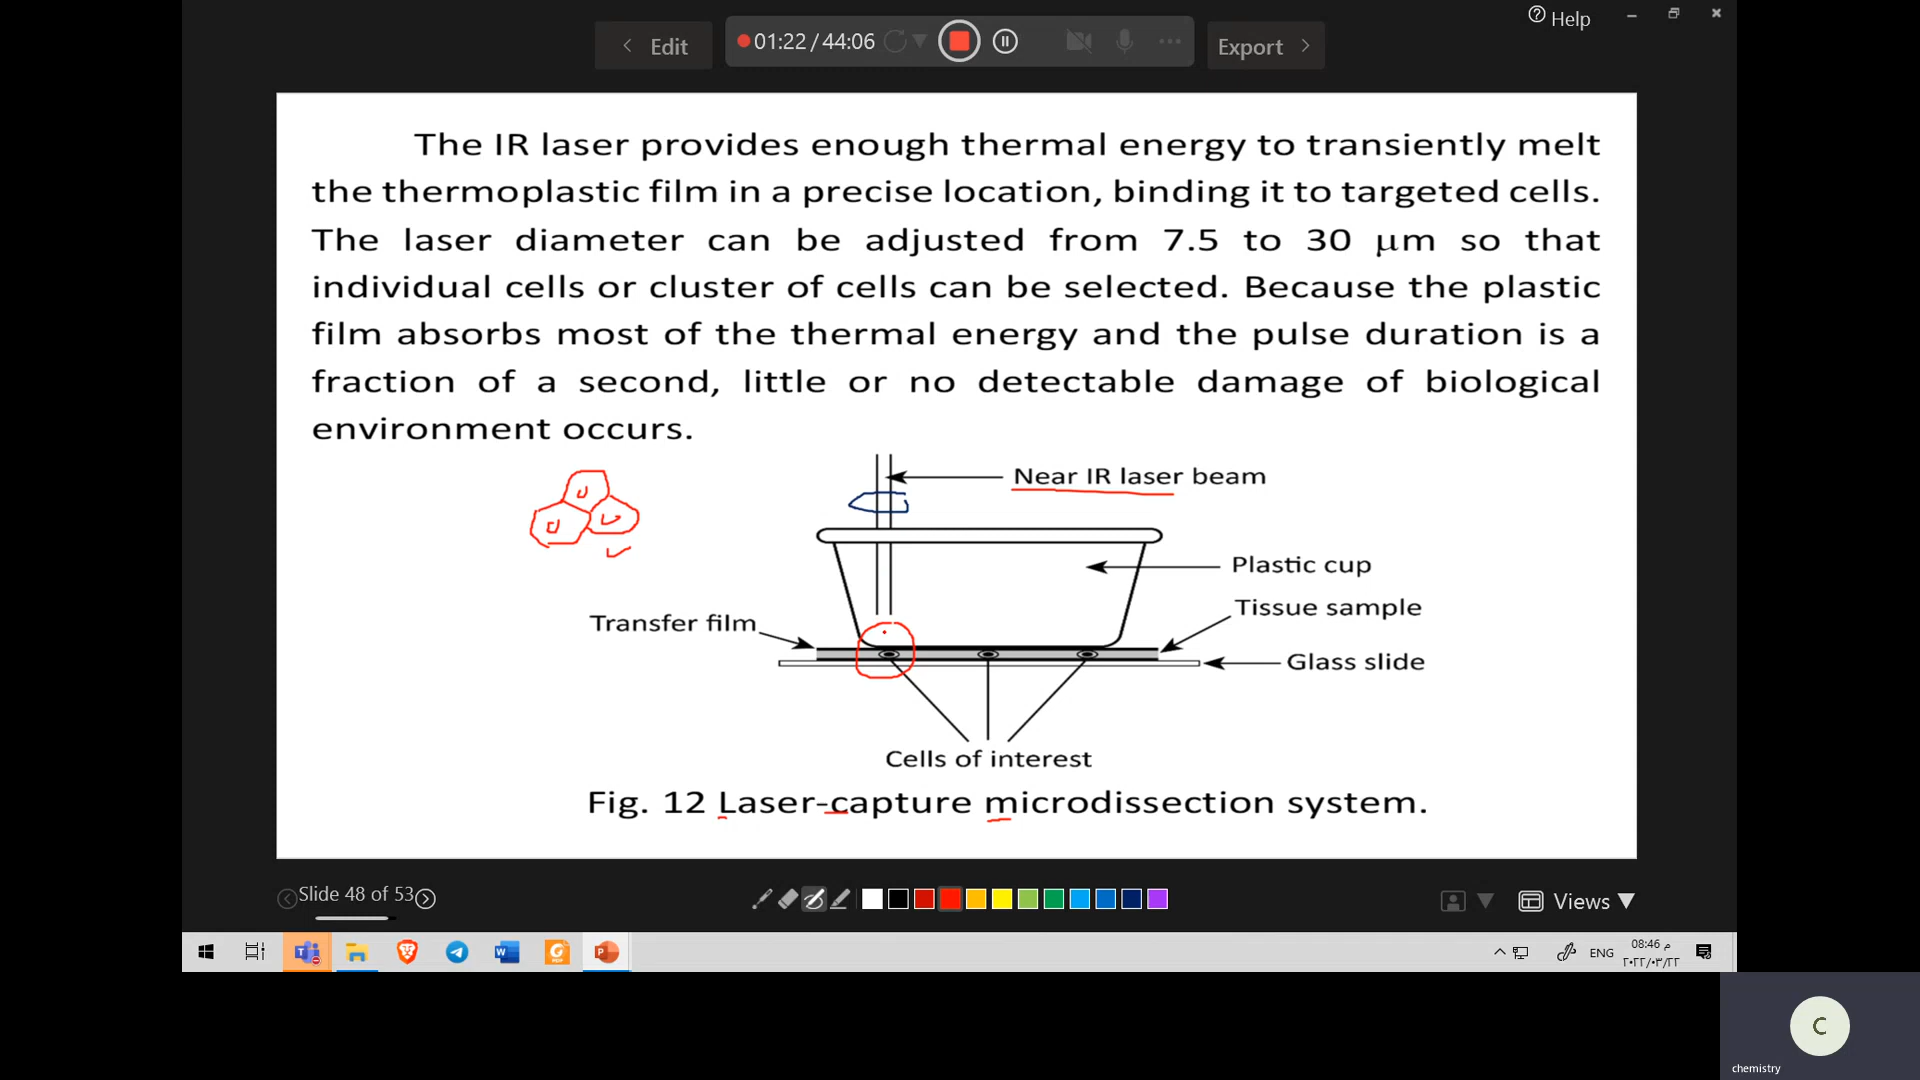 Help
Edit
01:22 / 44:06
Export
The IR laser provides enough thermal energy to transiently melt
the thermoplastic film in a precise location, binding it to targeted cells.
The laser diameter can be adjusted from 7.5 to 30 µm so that
individual cells or cluster of cells can be selected. Because the plastic
film absorbs most of the thermal energy and the pulse duration is a
fraction of a second, little or no detectable damage of biological
environment occurs.
Near IR laser beam
Plastic cup
Tissue sample
Transfer film
Glass slide
Cells of interest
Fig. 12 Laser-capture microdissection system.
Slide 48 of 53
Views
ENG
08:46 م
٢٠٢٢/٠٣/٢٢
C
chemistry